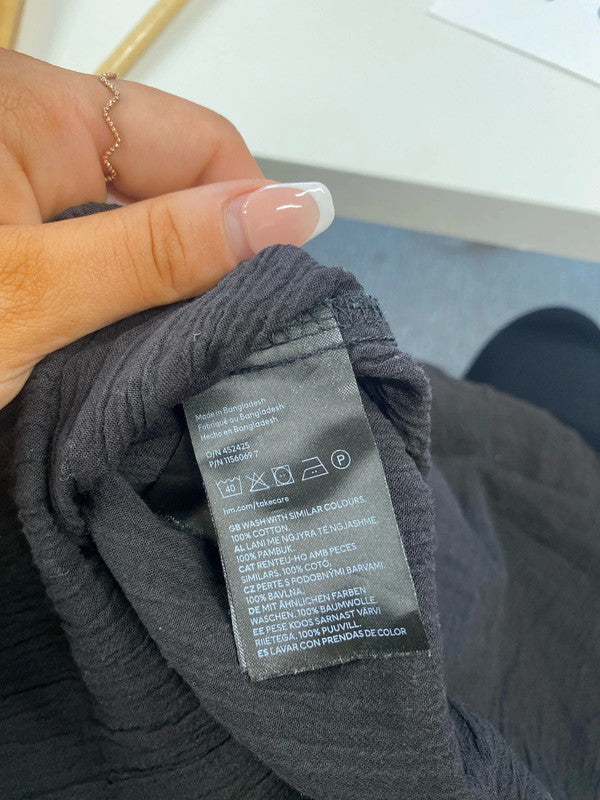 Made in Bangladesh
Fabriqué au Bangladesh
Hecho en Bangladesh
O/N 452425
P/N 1156069 7
40 P
hm.com/takecare
GB WASH WITH SIMILAR COLOURS.
100% COTTON.
AL LANI ME NGJYRA TË NGJASHME.
100% PAMBUK.
CAT RENTEU-HO AMB PECES
SIMILARS. 100% COTÓ.
CZ PERTE S PODOBNÝMI BARVAMI.
100% BAVLNA.
DE MIT ÄHNLICHEN FARBEN
WASCHEN. 100% BAUMWOLLE
EE PESE KOOS SARNAST VÄRVI
RIIETEGA. 100% PUUVILL.
ES LAVAR CON PRENDAS DE COLOR